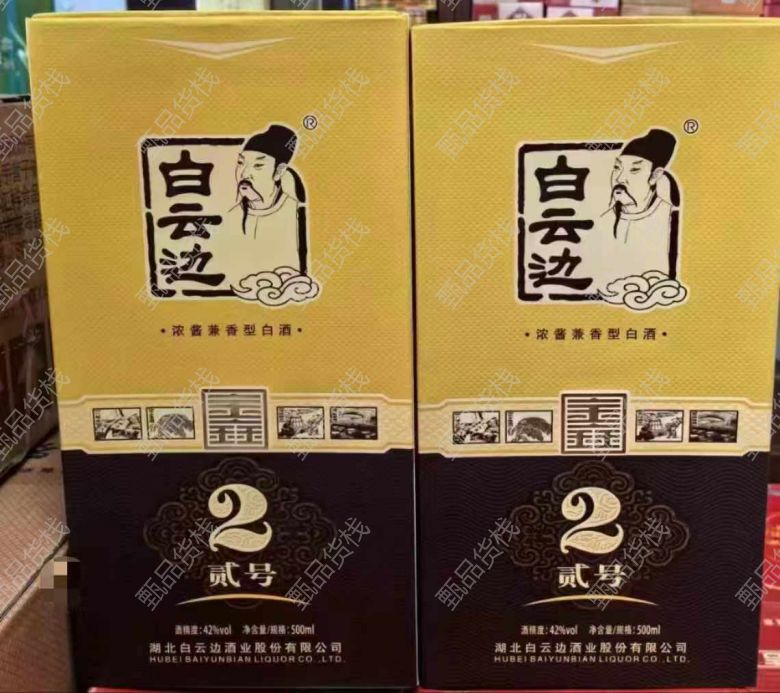 白云边
®
·浓酱兼香型白酒·
2
贰号
酒精度:42%vol 净含量/规格:500ml
湖北白云边酒业股份有限公司
HUBEI BAIYUNBIAN LIQUOR CO.,LTD.
白云边
®
·浓酱兼香型白酒·
2
贰号
酒精度:42%vol 净含量/规格:500ml
湖北白云边酒业股份有限公司
HUBEI BAIYUNBIAN LIQUOR CO.,LTD.
甄品货栈